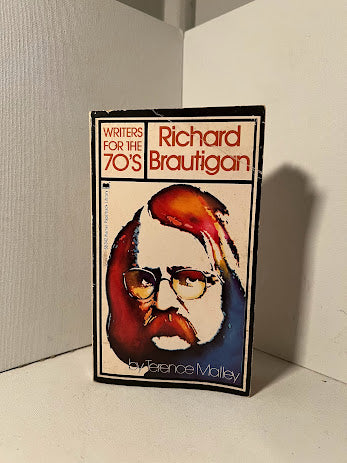 WRITERS
FOR THE
70'S
Richard
Brautigan
by Terence Malley